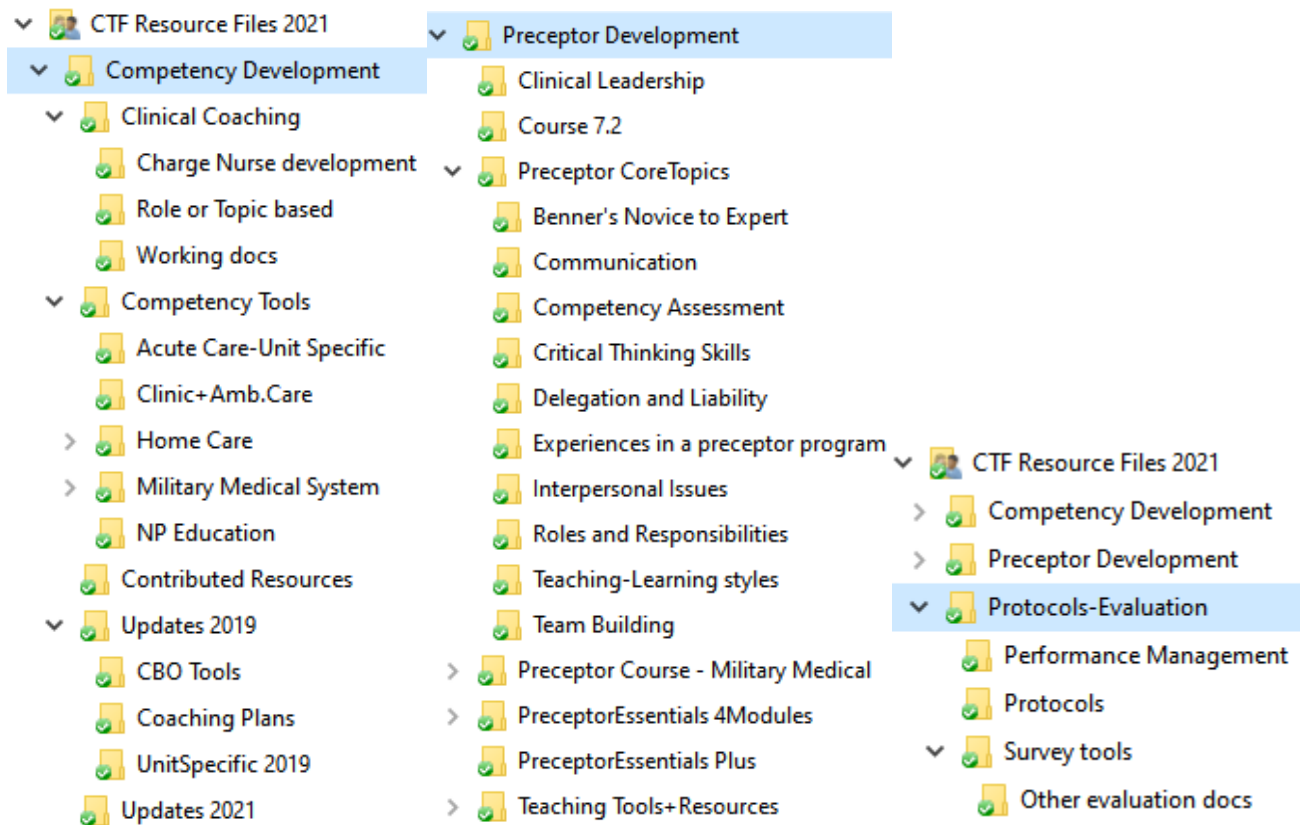 CTF Resource Files 2021
Competency Development
Clinical Coaching
Charge Nurse development
Role or Topic based
Working docs
Competency Tools
Acute Care-Unit Specific
Clinic+Amb.Care
Home Care
Military Medical System
NP Education
Contributed Resources
Updates 2019
CBO Tools
Coaching Plans
UnitSpecific 2019
Updates 2021
Preceptor Development
Clinical Leadership
Course 7.2
Preceptor CoreTopics
Benner's Novice to Expert
Communication
Competency Assessment
Critical Thinking Skills
Delegation and Liability
Experiences in a preceptor program
Interpersonal Issues
Roles and Responsibilities
Teaching-Learning styles
Team Building
Preceptor Course - Military Medical
PreceptorEssentials 4Modules
PreceptorEssentials Plus
Teaching Tools+Resources
CTF Resource Files 2021
Competency Development
Preceptor Development
Protocols-Evaluation
Performance Management
Protocols
Survey tools
Other evaluation docs